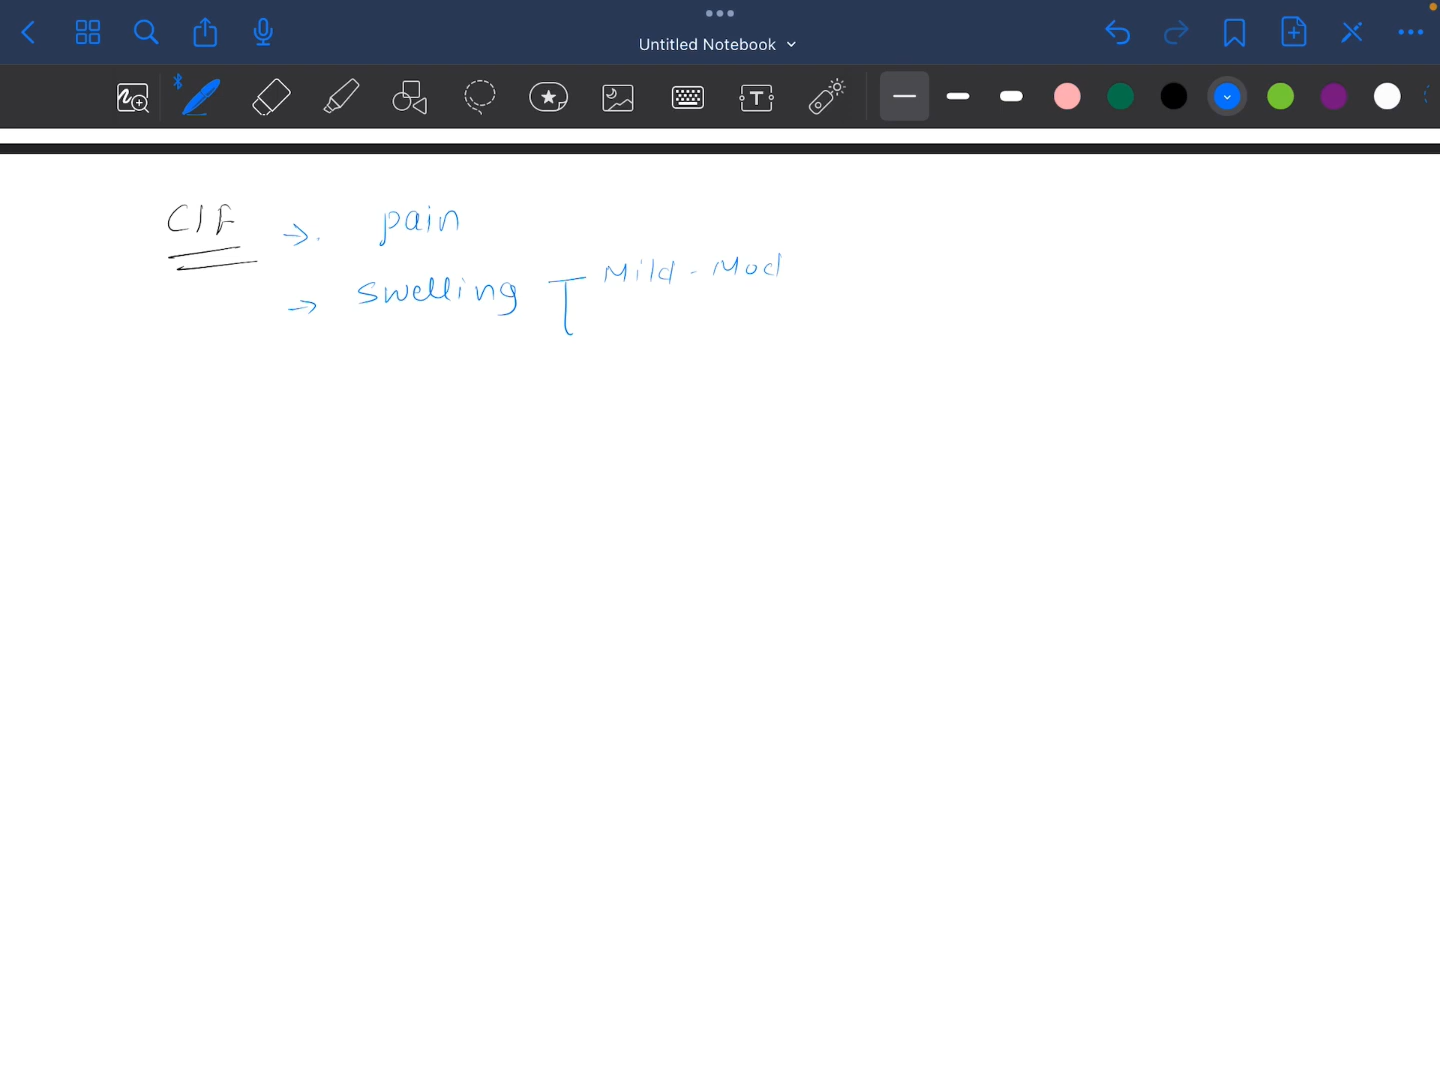 Untitled Notebook
C/F → pain
→ swelling Mild - Mod